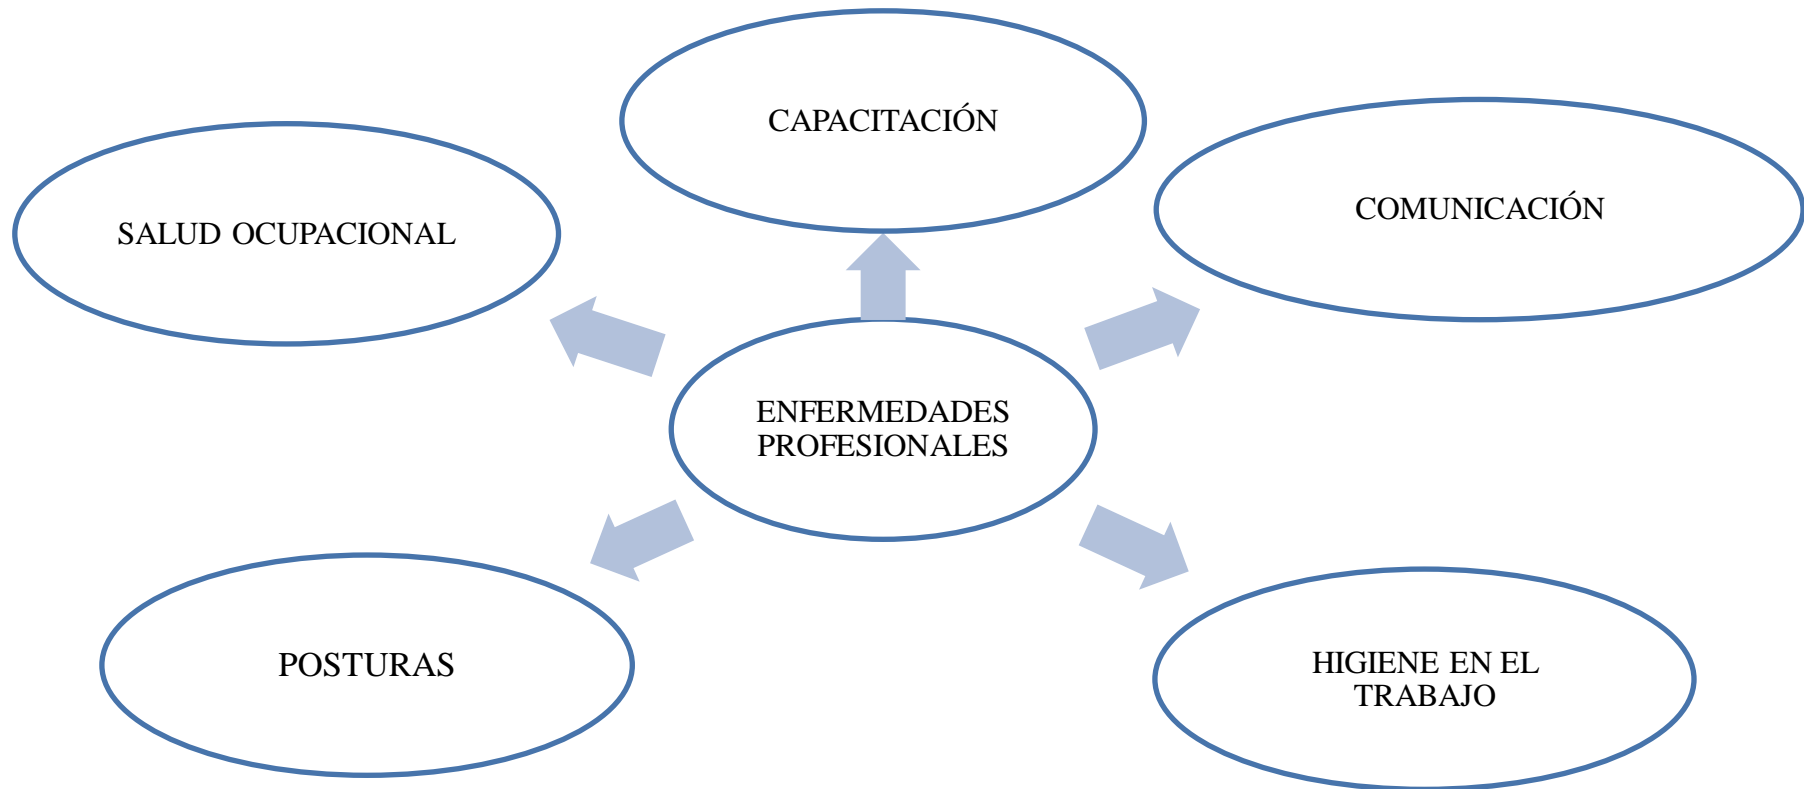 CAPACITACIÓN
COMUNICACIÓN
SALUD OCUPACIONAL
ENFERMEDADES
PROFESIONALES
POSTURAS
HIGIENE EN EL
TRABAJO